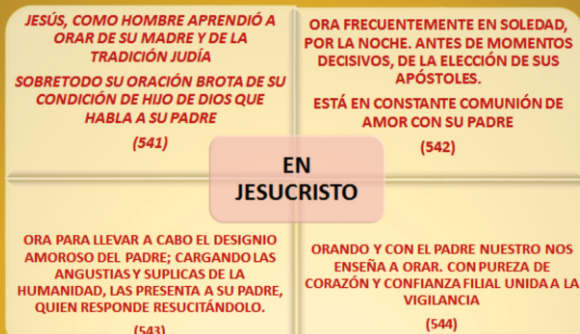 JESÚS, COMO HOMBRE APRENDIÓ A
ORAR DE SU MADRE Y DE LA
TRADICIÓN JUDÍA
SOBRETODO SU ORACIÓN BROTA DE SU
CONDICIÓN DE HIJO DE DIOS QUE
HABLA A SU PADRE
(541)
ORA FRECUENTEMENTE EN SOLEDAD,
POR LA NOCHE. ANTES DE MOMENTOS
DECISIVOS, DE LA ELECCIÓN DE SUS
APÓSTOLES.
ESTÁ EN CONSTANTE COMUNIÓN DE
AMOR CON SU PADRE
(542)
EN
JESUCRISTO
ORA PARA LLEVAR A CABO EL DESIGNIO
AMOROSO DEL PADRE; CARGANDO LAS
ANGUSTIAS Y SUPLICAS DE LA
HUMANIDAD, LAS PRESENTA A SU PADRE,
QUIEN RESPONDE RESUCITÁNDOLO.
(543)
ORANDO Y CON EL PADRE NUESTRO NOS
ENSEÑA A ORAR. CON PUREZA DE
CORAZÓN Y CONFIANZA FILIAL UNIDA A LA
VIGILANCIA
(544)